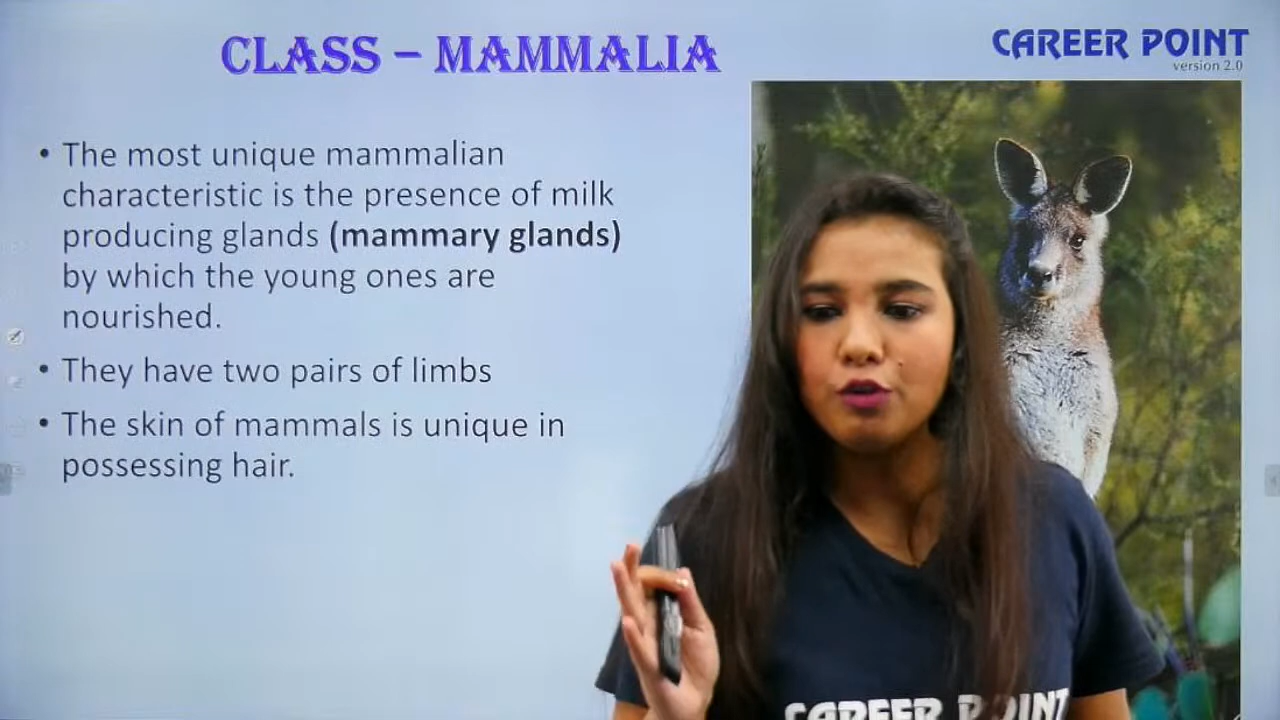 CLASS – MAMMALIA
CAREER POINT
version 2.0
• The most unique mammalian
characteristic is the presence of milk
producing glands (mammary glands)
by which the young ones are
nourished.
• They have two pairs of limbs
• The skin of mammals is unique in
possessing hair.
CAREER POINT